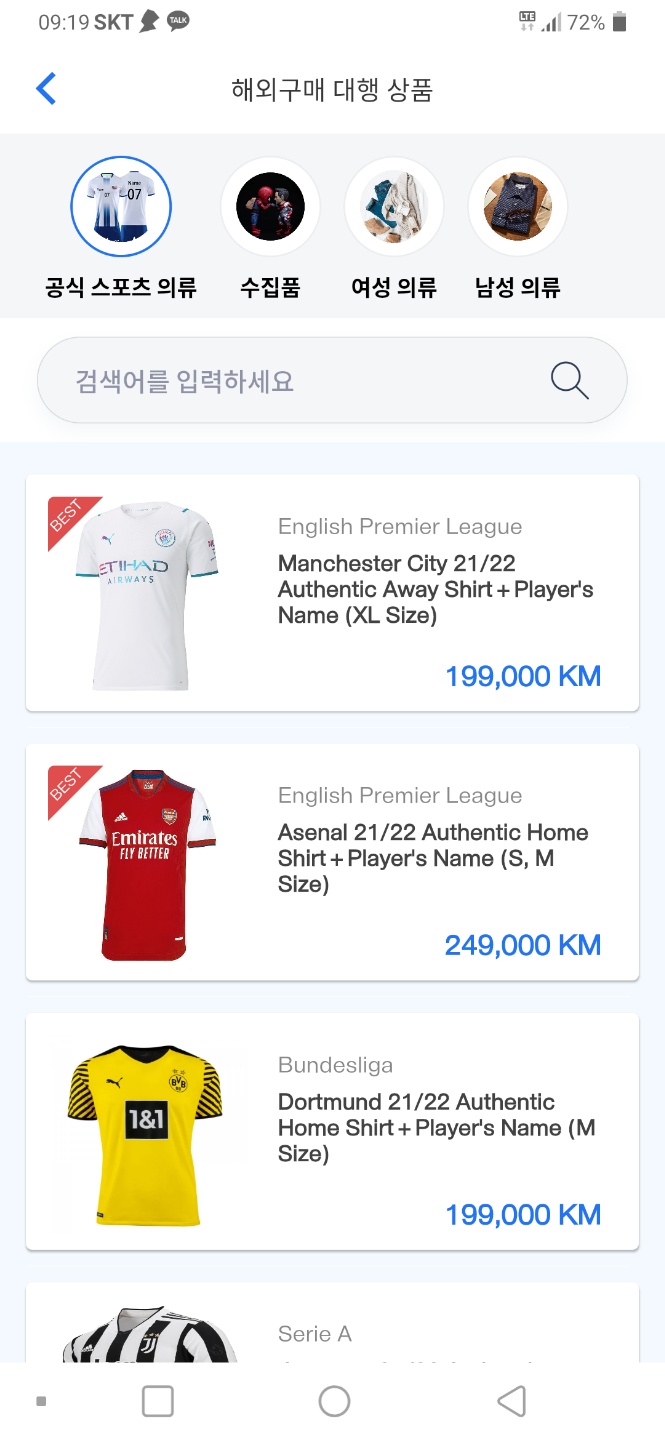 09:19 SKT TALK LTE 72%
해외구매 대행 상품
Name
07 07
공식 스포츠 의류 수집품 여성 의류 남성 의류
검색어를 입력하세요
BEST
ETIHAD
AIRWAYS
English Premier League
Manchester City 21/22
Authentic Away Shirt+Player's
Name (XL Size)
199,000 KM
BEST
Emirates
FLY BETTER
English Premier League
Asenal 21/22 Authentic Home
Shirt+Player's Name (S, M
Size)
249,000 KM
BVB
09
1&1
Bundesliga
Dortmund 21/22 Authentic
Home Shirt+Player's Name (M
Size)
199,000 KM
Serie A